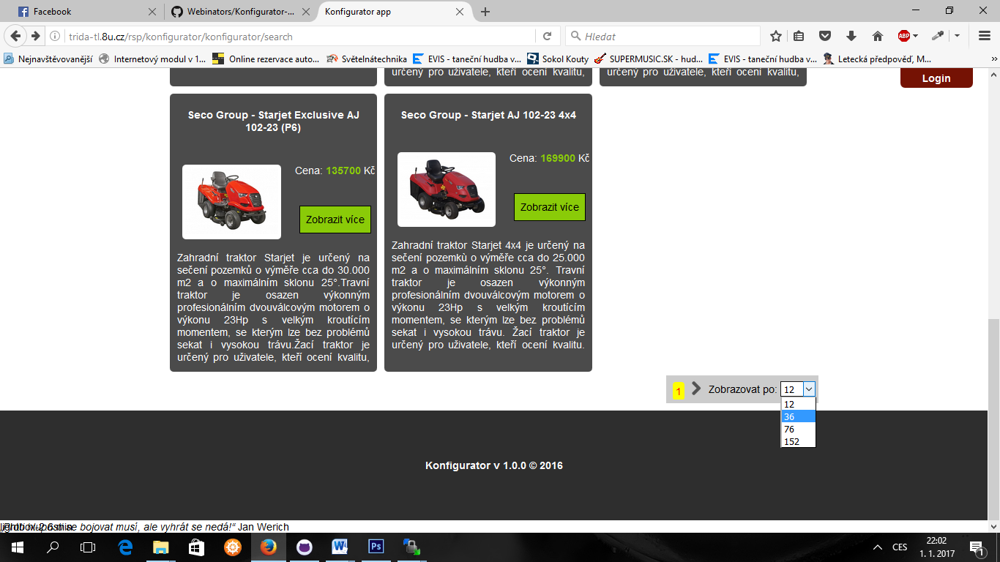 Facebook
Webinators/Konfigurator-...
Konfigurator app
trida-tl.8u.cz/rsp/konfigurator/konfigurator/search
Hledat
ABP
Nejnavštěvovanější
Internetový modul v 1...
Online rezervace auto...
Světelnátechnika
EVIS - taneční hudba v...
Sokol Kouty
SUPERMUSIC.SK - hud...
EVIS - taneční hudba v...
Letecká předpověď, M...
určený pro uživatele, kteří ocení kvalitu,
určený pro uživatele, kteří ocení kvalitu,
Login
Seco Group - Starjet Exclusive AJ
102-23 (P6)
Cena: 135700 Kč
Zobrazit více
Zahradní traktor Starjet je určený na
sečení pozemků o výměře cca do 30.000
m2 a o maximálním sklonu 25°.Travní
traktor je osazen výkonným
profesionálním dvouválcovým motorem o
výkonu 23Hp s velkým kroutícím
momentem, se kterým lze bez problémů
sekat i vysokou trávu.Žací traktor je
určený pro uživatele, kteří ocení kvalitu,
Seco Group - Starjet AJ 102-23 4x4
Cena: 169900 Kč
Zobrazit více
Zahradní traktor Starjet 4x4 je určený na
sečení pozemkù o výměře cca do 25.000
m2 a o maximálním sklonu 25°. Travní
traktor je osazen výkonným
profesionálním dvouválcovým motorem o
výkonu 23Hp s velkým kroutícím
momentem, se kterým lze bez problémů
sekat i vysokou trávu. Žací traktor je
určený pro uživatele, kteří ocení kvalitu.
1
Zobrazovat po:
12
12
36
76
152
Konfigurator v 1.0.0 © 2016
se bojovat musí, ale vyhrát se nedá!“ Jan Werich
CES
22:02
1. 1. 2017
1